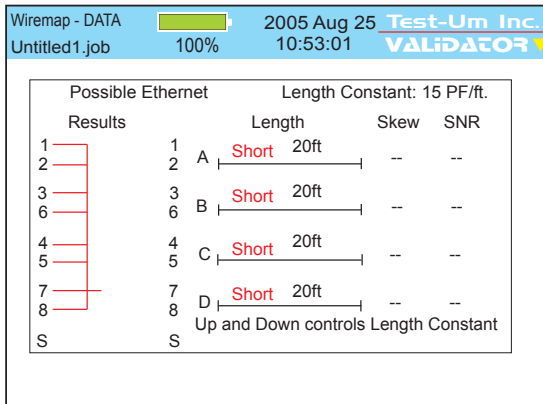 Wiremap - DATA 2005 Aug 25 Test-Um Inc.
Untitled1.job 100% 10:53:01 VALiDATOR
Possible Ethernet Length Constant: 15 PF/ft.
Results Length Skew SNR
1 1 A Short 20ft -- --
2 2
3 3 B Short 20ft -- --
6 6
4 4 C Short 20ft -- --
5 5
7 7 D Short 20ft -- --
8 8
Up and Down controls Length Constant
S S